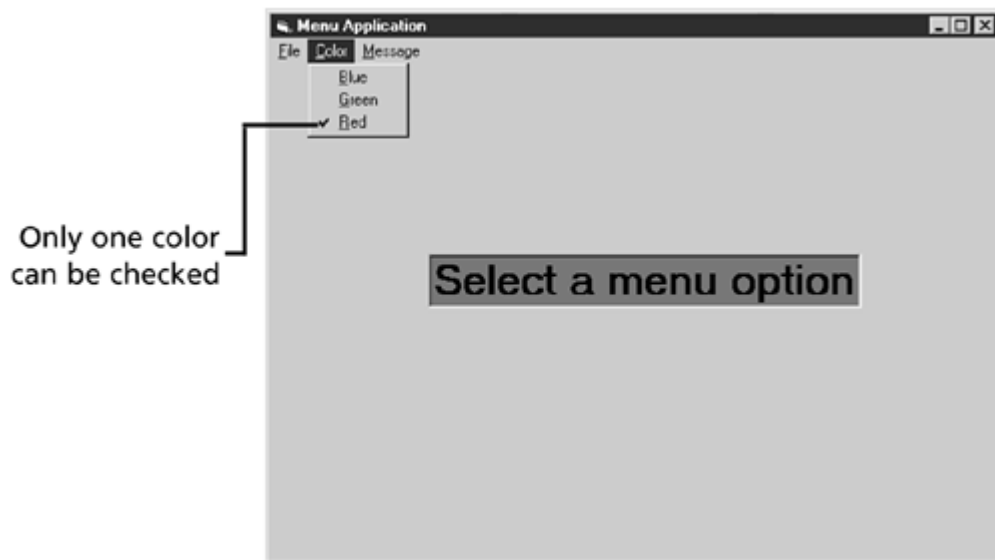 Menu Application
File Color Message
Blue
Green
✓ Red
Only one color
can be checked
Select a menu option